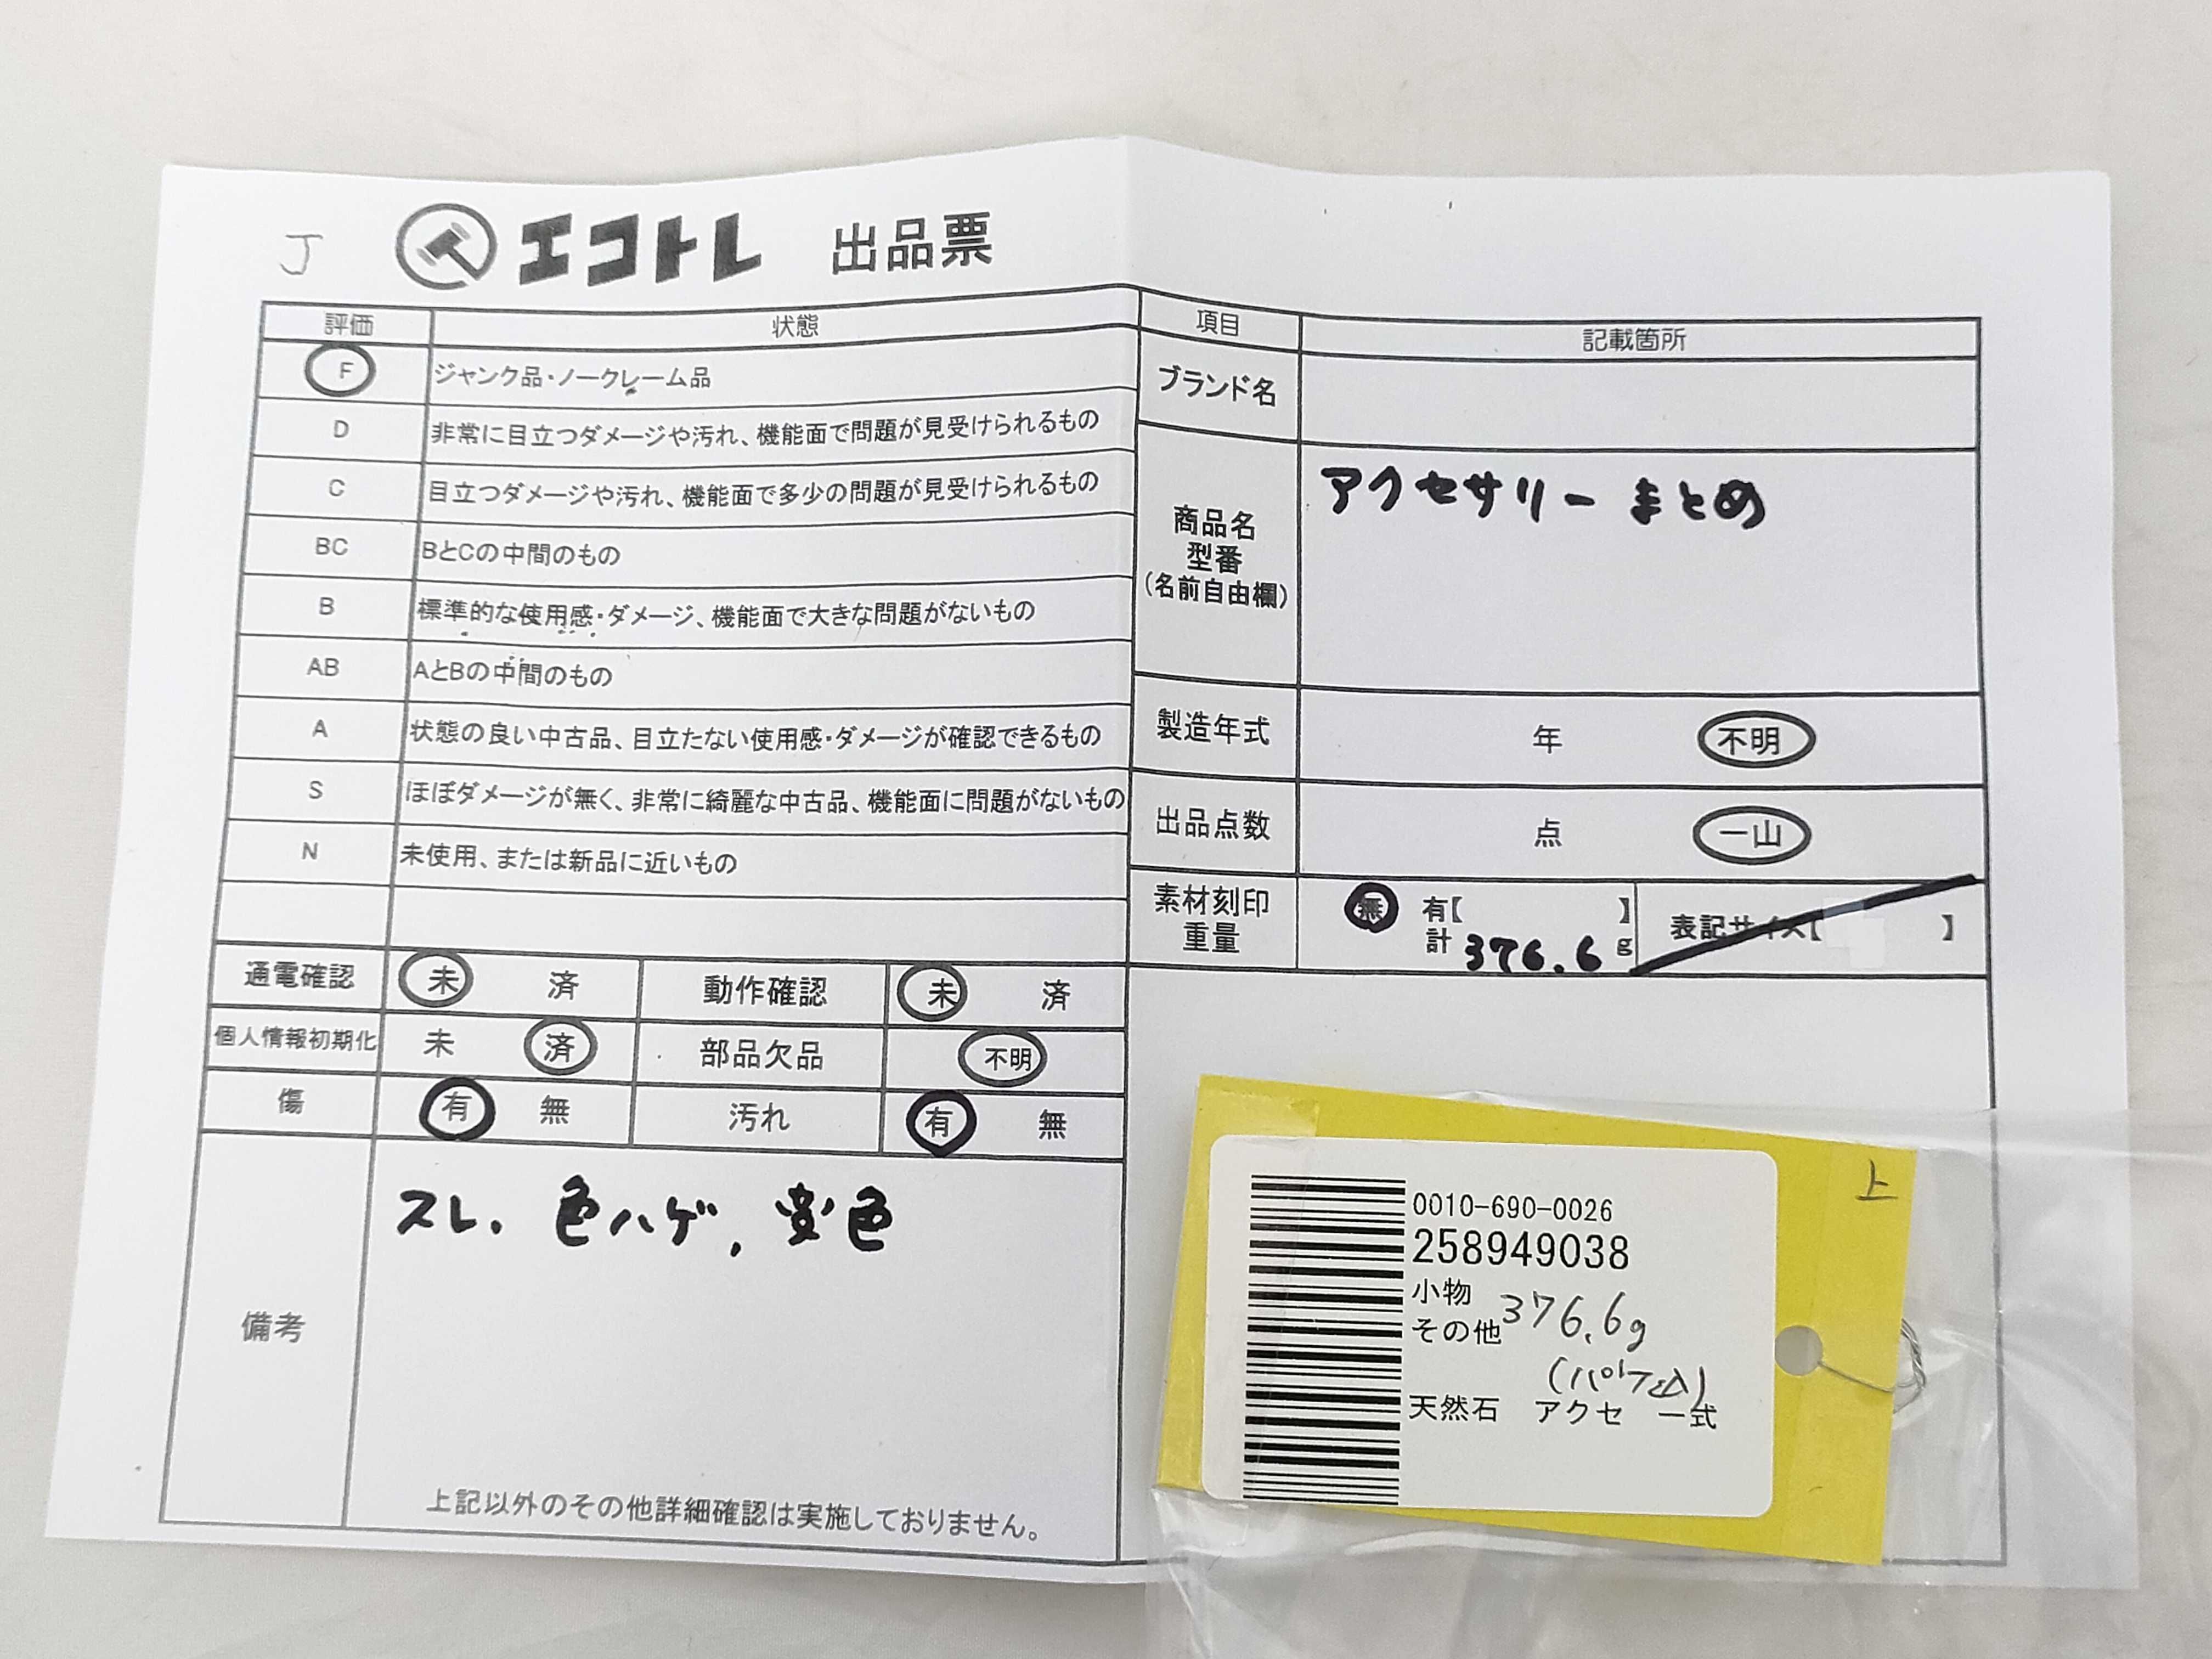 J エコトレ 出品票
評価 状態
F ジャンク品・ノークレーム品
D 非常に目立つダメージや汚れ、機能面で問題が見受けられるもの
C 目立つダメージや汚れ、機能面で多少の問題が見受けられるもの
BC BとCの中間のもの
B 標準的な使用感・ダメージ、機能面で大きな問題がないもの
AB AとBの中間のもの
A 状態の良い中古品、目立たない使用感・ダメージが確認できるもの
S ほぼダメージが無く、非常に綺麗な中古品、機能面に問題がないもの
N 未使用、または新品に近いもの
通電確認 未 済 動作確認 未 済
個人情報初期化 未 済 部品欠品 不明
傷 有 無 汚れ 有 無
備考 スレ、色ハゲ、変色
上記以外のその他詳細確認は実施しておりません。
項目 記載箇所
ブランド名
商品名 アクセサリー まとめ
型番
(名前自由欄)
製造年式 年 不明
出品点数 点 一山
素材刻印 無 有【 】 表記サイズ【 】
重量 計 376.6 g
上
0010-690-0026
258949038
小物
その他 376.6g
天然石 アクセ 一式